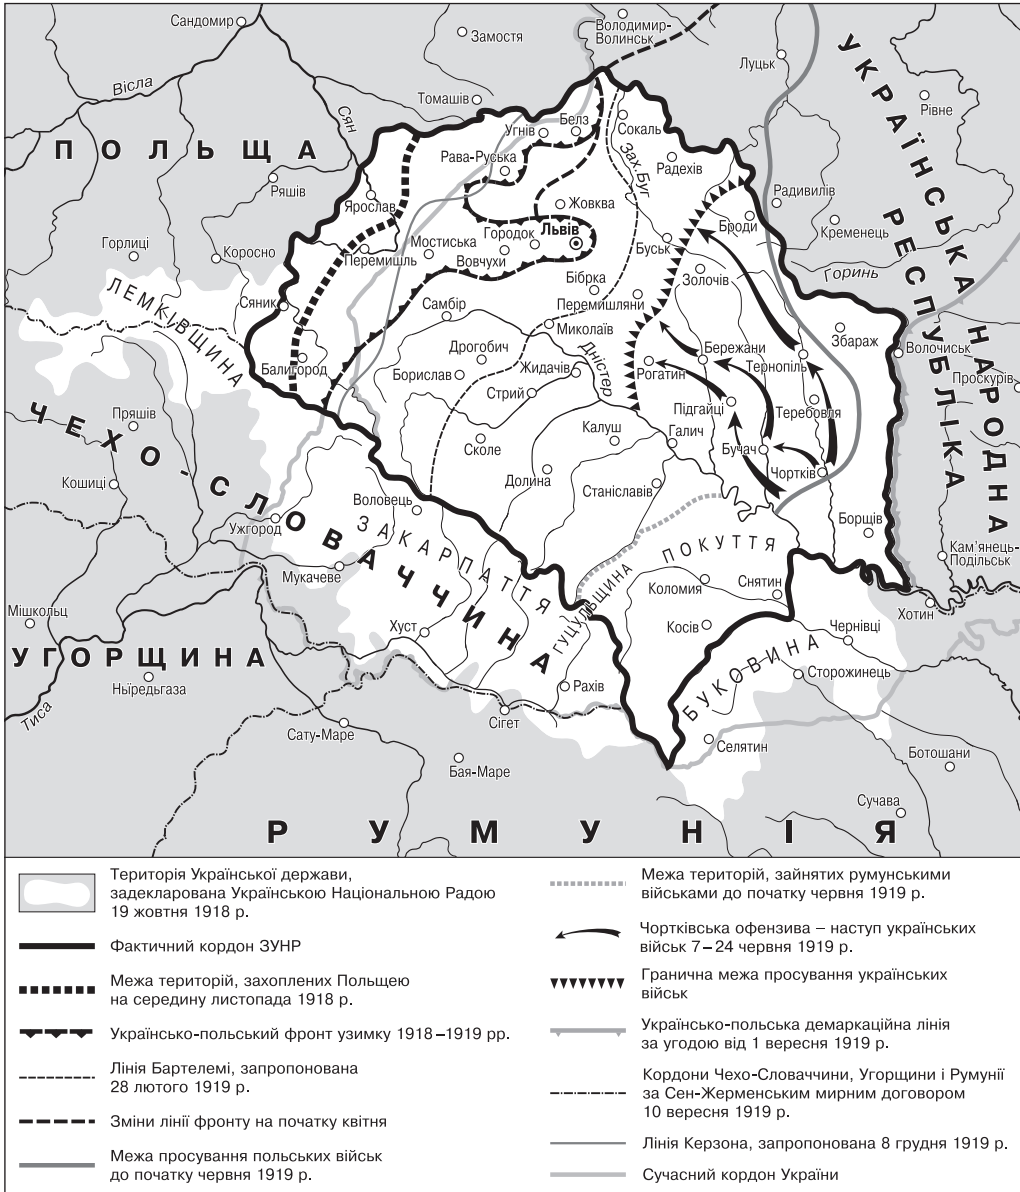 Сандомир
Замостя
Володимир-
Волинськ
Луцьк
Рівне
Вісла
Томашів
Сян
УКРАЇНСЬКА НАРОДНА
РЕСПУБЛІКА
ПОЛЬЩА
Угнів
Белз
Сокаль
Рава-Руська
Зах.Буг
Радехів
Ряшів
Ярослав
Жовква
Радивилів
Броди
Кременець
Львів
Городок
Мостиська
Перемишль
Вовчухи
Буськ
Горлиці
Коросно
Горинь
Золочів
Бібрка
ЛЕМКІВЩИНА
Сяник
Самбір
Перемишляни
Миколаїв
Збараж
Волочиськ
Дрогобич
Дністер
Бережани
Тернопіль
Балигород
Борислав
Жидачів
Рогатин
Проскурів
Стрий
Підгайці
Теребовля
Пряшів
ЧЕХО-СЛОВАЧЧИНА
Сколе
Калуш
Галич
Бучач
Чортків
Кошиці
Долина
Станіславів
Воловець
Борщів
Ужгород
ЗАКАРПАТТЯ
ПОКУТТЯ
Кам’янець-
Подільськ
Мукачеве
ГУЦУЛЬЩИНА
Коломия
Снятин
Мішкольц
Хотин
Хуст
Косів
Чернівці
УГОРЩИНА
БУКОВИНА
Сторожинець
Ньїредьгаза
Рахів
Тиса
Сігет
Сату-Маре
Селятин
Ботошани
Бая-Маре
Сучава
РУМУНІЯ
Територія Української держави,
задекларована Українською Національною Радою
19 жовтня 1918 р.
Фактичний кордон ЗУНР
Межа територій, захоплених Польщею
на середину листопада 1918 р.
Українсько-польський фронт узимку 1918–1919 рр.
Лінія Бартелемі, запропонована
28 лютого 1919 р.
Зміни лінії фронту на початку квітня
Межа просування польських військ
до початку червня 1919 р.
Межа територій, зайнятих румунськими
військами до початку червня 1919 р.
Чортківська офензива – наступ українських
військ 7–24 червня 1919 р.
Гранична межа просування українських
військ
Українсько-польська демаркаційна лінія
за угодою від 1 вересня 1919 р.
Кордони Чехо-Словаччини, Угорщини і Румунії
за Сен-Жерменським мирним договором
10 вересня 1919 р.
Лінія Керзона, запропонована 8 грудня 1919 р.
Сучасний кордон України